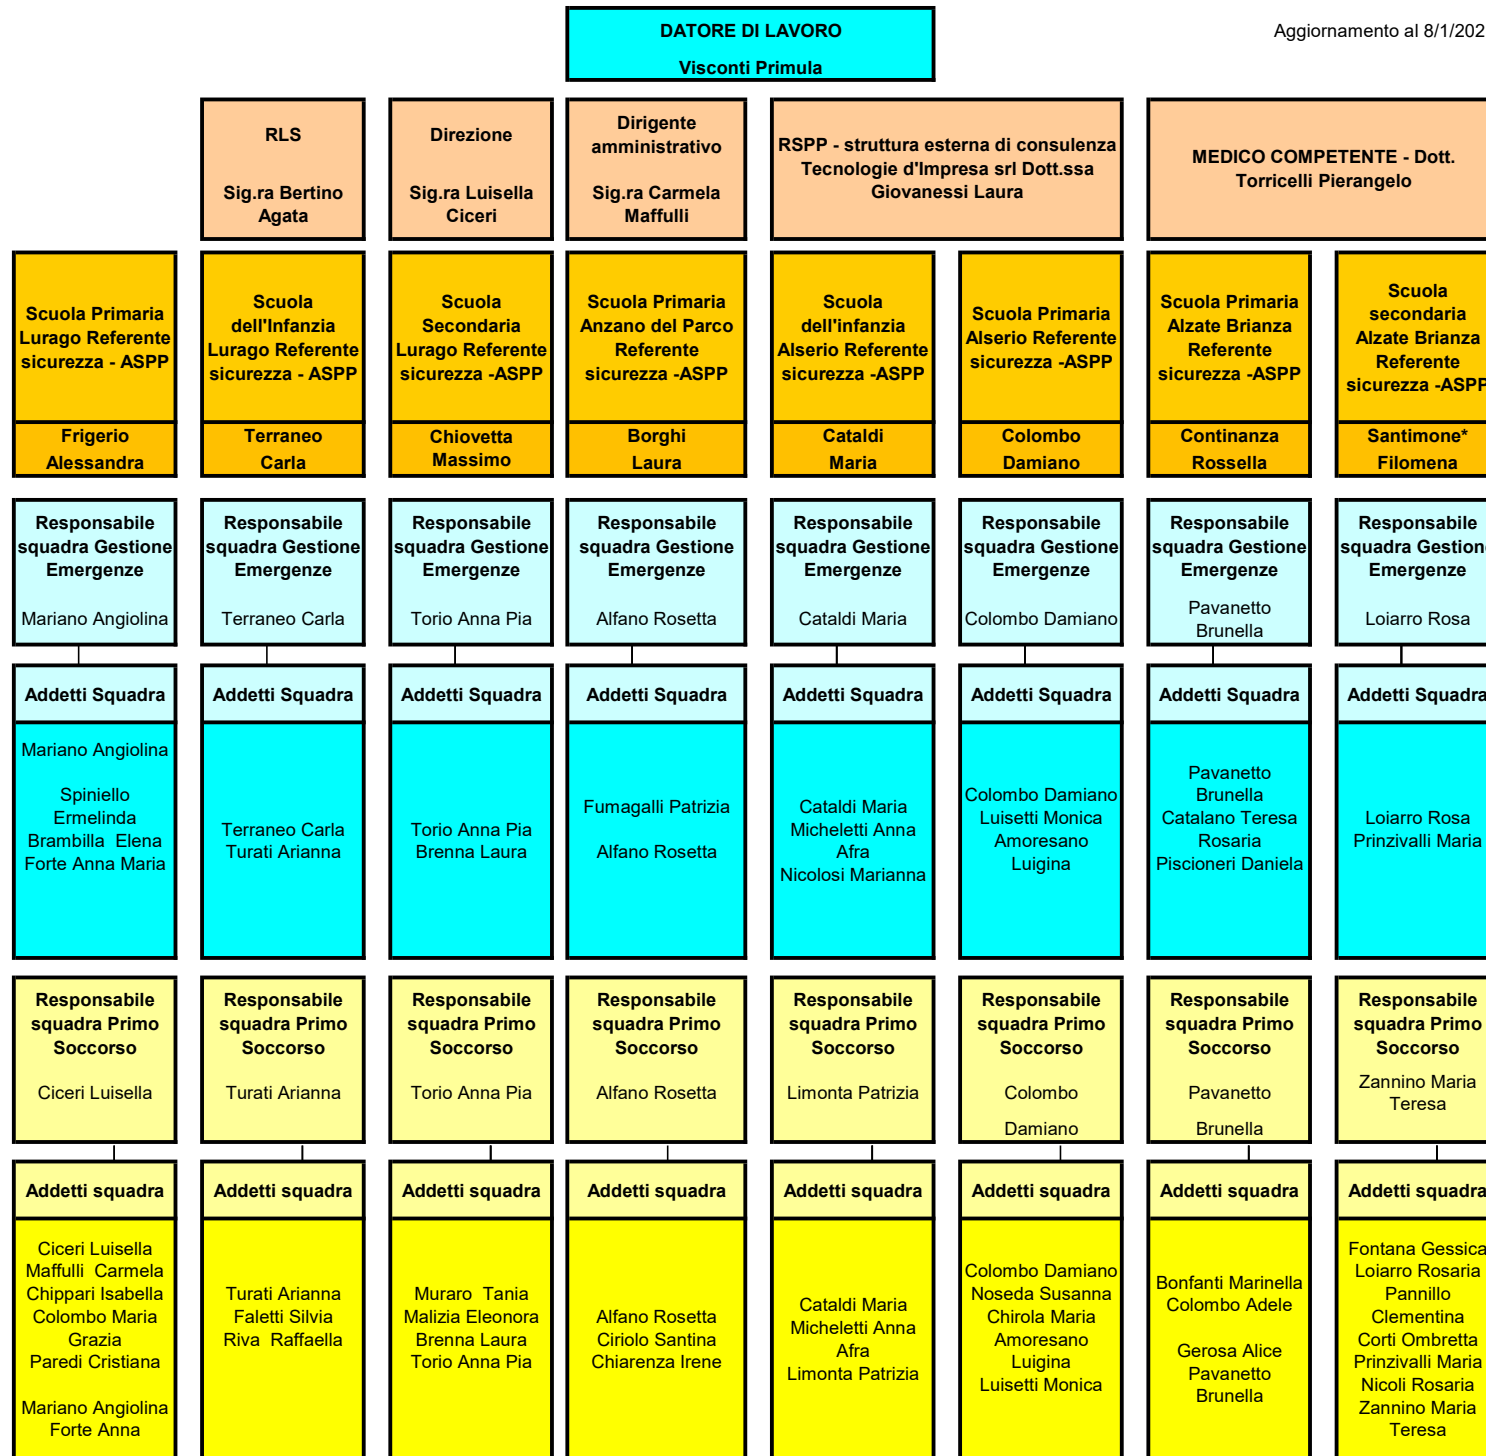 DATORE DI LAVORO
Visconti Primula
Aggiornamento al 8/1/202
RLS
Sig.ra Bertino
Agata
Direzione
Sig.ra Luisella
Ciceri
Dirigente
amministrativo
Sig.ra Carmela
Maffulli
RSPP - struttura esterna di consulenza
Tecnologie d'Impresa srl Dott.ssa
Giovanessi Laura
MEDICO COMPETENTE - Dott.
Torricelli Pierangelo
Scuola Primaria
Lurago Referente
sicurezza - ASPP
Frigerio
Alessandra
Scuola
dell'Infanzia
Lurago Referente
sicurezza - ASPP
Terraneo
Carla
Scuola
Secondaria
Lurago Referente
sicurezza -ASPP
Chiovetta
Massimo
Scuola Primaria
Anzano del Parco
Referente
sicurezza -ASPP
Borghi
Laura
Scuola
dell'infanzia
Alserio Referente
sicurezza -ASPP
Cataldi
Maria
Scuola Primaria
Alserio Referente
sicurezza -ASPP
Colombo
Damiano
Scuola Primaria
Alzate Brianza
Referente
sicurezza -ASPP
Continanza
Rossella
Scuola
secondaria
Alzate Brianza
Referente
sicurezza -ASPP
Santimone*
Filomena
Responsabile
squadra Gestione
Emergenze
Mariano Angiolina
Responsabile
squadra Gestione
Emergenze
Terraneo Carla
Responsabile
squadra Gestione
Emergenze
Torio Anna Pia
Responsabile
squadra Gestione
Emergenze
Alfano Rosetta
Responsabile
squadra Gestione
Emergenze
Cataldi Maria
Responsabile
squadra Gestione
Emergenze
Colombo Damiano
Responsabile
squadra Gestione
Emergenze
Pavanetto
Brunella
Responsabile
squadra Gestione
Emergenze
Loiarro Rosa
Addetti Squadra
Mariano Angiolina
Spiniello
Ermelinda
Brambilla Elena
Forte Anna Maria
Addetti Squadra
Terraneo Carla
Turati Arianna
Addetti Squadra
Torio Anna Pia
Brenna Laura
Addetti Squadra
Fumagalli Patrizia
Alfano Rosetta
Addetti Squadra
Cataldi Maria
Micheletti Anna
Afra
Nicolosi Marianna
Addetti Squadra
Colombo Damiano
Luisetti Monica
Amoresano
Luigina
Addetti Squadra
Pavanetto
Brunella
Catalano Teresa
Rosaria
Piscioneri Daniela
Addetti Squadra
Loiarro Rosa
Prinzivalli Maria
Responsabile
squadra Primo
Soccorso
Ciceri Luisella
Responsabile
squadra Primo
Soccorso
Turati Arianna
Responsabile
squadra Primo
Soccorso
Torio Anna Pia
Responsabile
squadra Primo
Soccorso
Alfano Rosetta
Responsabile
squadra Primo
Soccorso
Limonta Patrizia
Responsabile
squadra Primo
Soccorso
Colombo
Damiano
Responsabile
squadra Primo
Soccorso
Pavanetto
Brunella
Responsabile
squadra Primo
Soccorso
Zannino Maria
Teresa
Addetti squadra
Ciceri Luisella
Maffulli Carmela
Chippari Isabella
Colombo Maria
Grazia
Paredi Cristiana
Mariano Angiolina
Forte Anna
Addetti squadra
Turati Arianna
Faletti Silvia
Riva Raffaella
Addetti squadra
Muraro Tania
Malizia Eleonora
Brenna Laura
Torio Anna Pia
Addetti squadra
Alfano Rosetta
Ciriolo Santina
Chiarenza Irene
Addetti squadra
Cataldi Maria
Micheletti Anna
Afra
Limonta Patrizia
Addetti squadra
Colombo Damiano
Noseda Susanna
Chirola Maria
Amoresano
Luigina
Luisetti Monica
Addetti squadra
Bonfanti Marinella
Colombo Adele
Gerosa Alice
Pavanetto
Brunella
Addetti squadra
Fontana Gessica
Loiarro Rosaria
Pannillo
Clementina
Corti Ombretta
Prinzivalli Maria
Nicoli Rosaria
Zannino Maria
Teresa